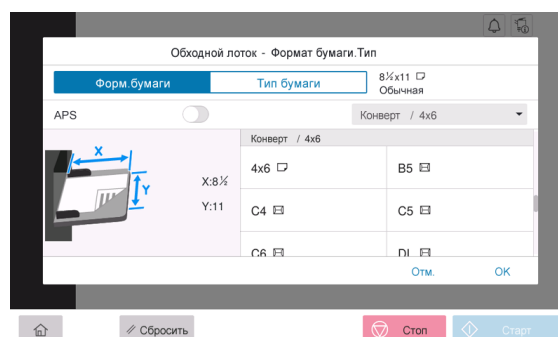 Обходной лоток - Формат бумаги.Тип
Форм.бумаги
Тип бумаги
8½x11
Обычная
APS
Конверт / 4x6
Конверт / 4x6
X
Y
X:8½
Y:11
4x6
B5
C4
C5
C6
DL
Отм.
OK
Сбросить
Стоп
Старт